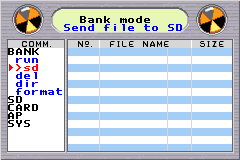 Bank mode
Send file to SD
COMM. Nº. FILE NAME SIZE
BANK
run
>sd
del
dir
format
SD
CARD
AP
SYS